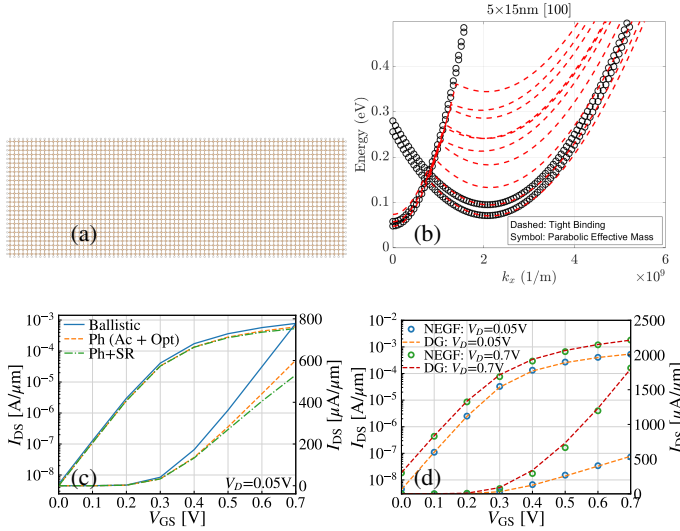 5×15nm [100]
0.4
0.3
0.2
0.1
0
Energy (eV)
(a)
(b)
Dashed: Tight Binding
Symbol: Parabolic Effective Mass
0 2 4 6
k_x (1/m) ×10⁹
10⁻³
10⁻⁴
10⁻⁵
10⁻⁶
10⁻⁷
10⁻⁸
I_DS [A/μm]
Ballistic
Ph (Ac + Opt)
Ph+SR
800
600
400
200
0
I_DS [μA/μm]
(c)
V_D=0.05V
0.0 0.1 0.2 0.3 0.4 0.5 0.6 0.7
V_GS [V]
10⁻²
10⁻³
10⁻⁴
10⁻⁵
10⁻⁶
10⁻⁷
10⁻⁸
I_DS [A/μm]
NEGF: V_D=0.05V
DG: V_D=0.05V
NEGF: V_D=0.7V
DG: V_D=0.7V
2500
2000
1500
1000
500
0
I_DS [μA/μm]
(d)
0.0 0.1 0.2 0.3 0.4 0.5 0.6 0.7
V_GS [V]